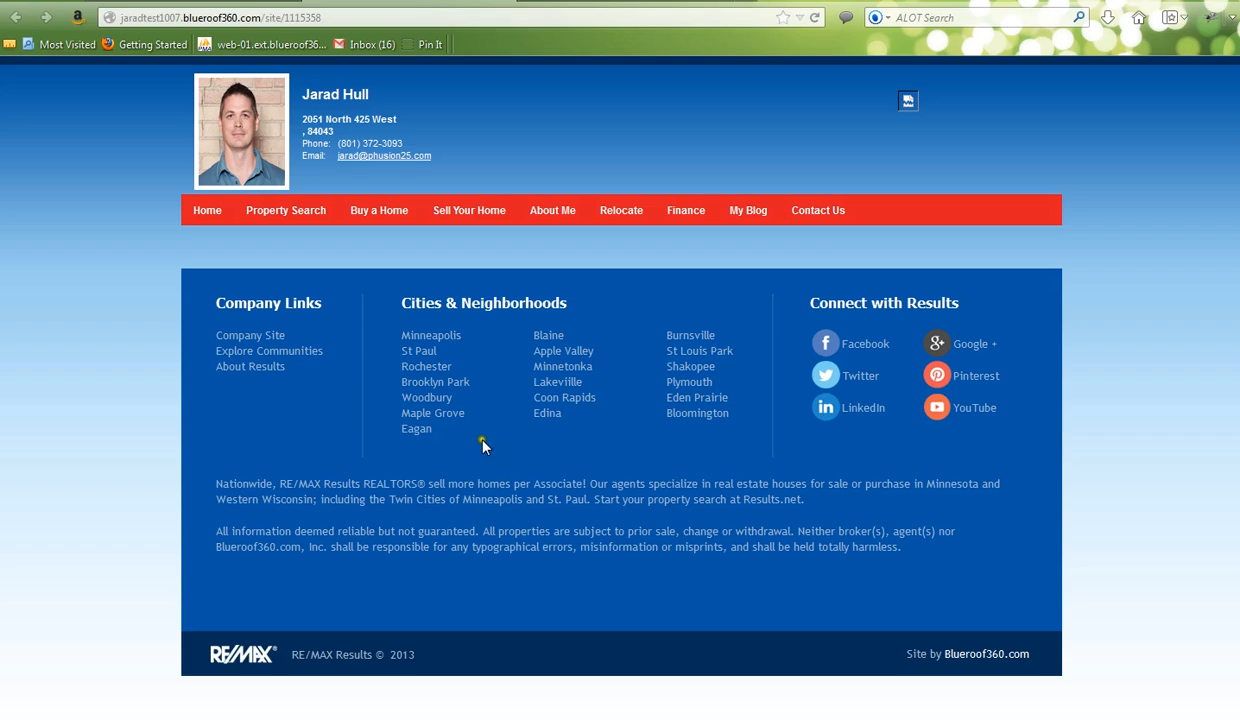 jaradtest1007.blueroof360.com/site/1115358
ALOT Search
Most Visited
Getting Started
web-01.ext.blueroof36...
Inbox (16)
Pin It
Jarad Hull
2051 North 425 West
, 84043
Phone: (801) 372-3093
Email: jarad@phusion25.com
Home Property Search Buy a Home Sell Your Home About Me Relocate Finance My Blog Contact Us
Company Links
Company Site
Explore Communities
About Results
Cities & Neighborhoods
Minneapolis Blaine Burnsville
St Paul Apple Valley St Louis Park
Rochester Minnetonka Shakopee
Brooklyn Park Lakeville Plymouth
Woodbury Coon Rapids Eden Prairie
Maple Grove Edina Bloomington
Eagan
Connect with Results
Facebook Google +
Twitter Pinterest
LinkedIn YouTube
Nationwide, RE/MAX Results REALTORS® sell more homes per Associate! Our agents specialize in real estate houses for sale or purchase in Minnesota and
Western Wisconsin; including the Twin Cities of Minneapolis and St. Paul. Start your property search at Results.net.
All information deemed reliable but not guaranteed. All properties are subject to prior sale, change or withdrawal. Neither broker(s), agent(s) nor
Blueroof360.com, Inc. shall be responsible for any typographical errors, misinformation or misprints, and shall be held totally harmless.
RE/MAX® RE/MAX Results © 2013 Site by Blueroof360.com